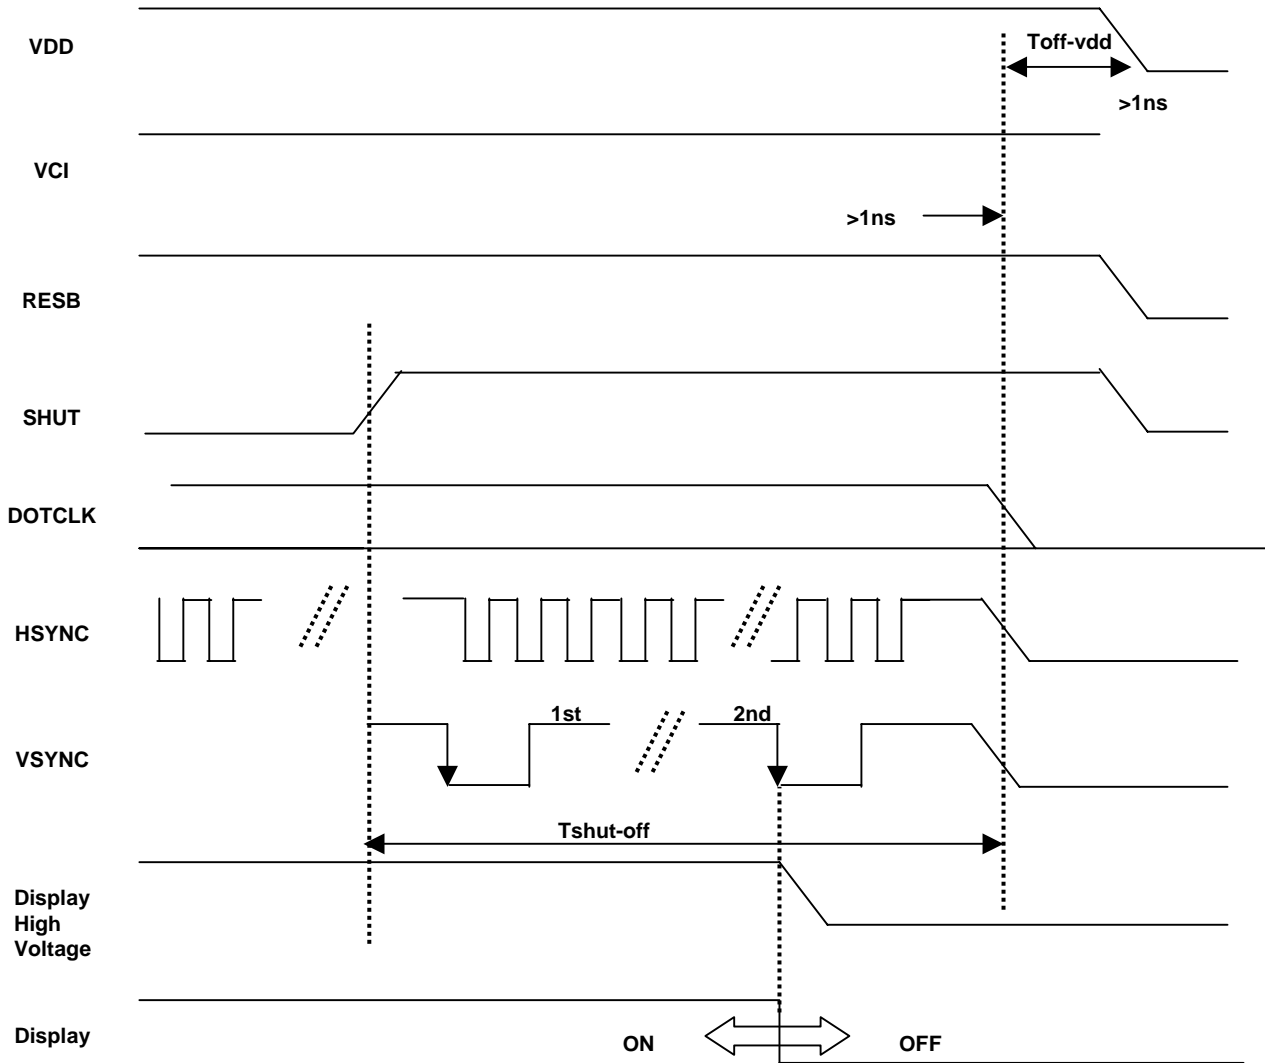 VDD
Toff-vdd
>1ns
VCI
>1ns
RESB
SHUT
DOTCLK
HSYNC
VSYNC
1st
2nd
Tshut-off
Display
High
Voltage
Display
ON
OFF